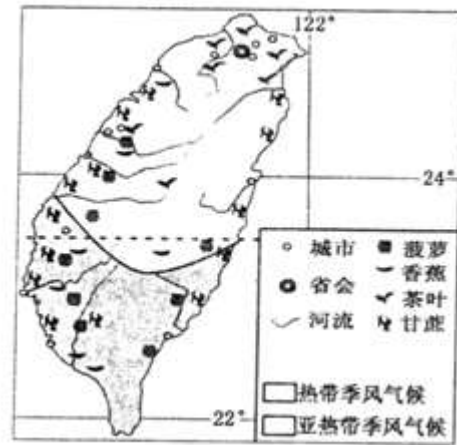 122°
24°
城市
菠萝
香蕉
省会
茶叶
河流
甘蔗
热带季风气候
亚热带季风气候
22°